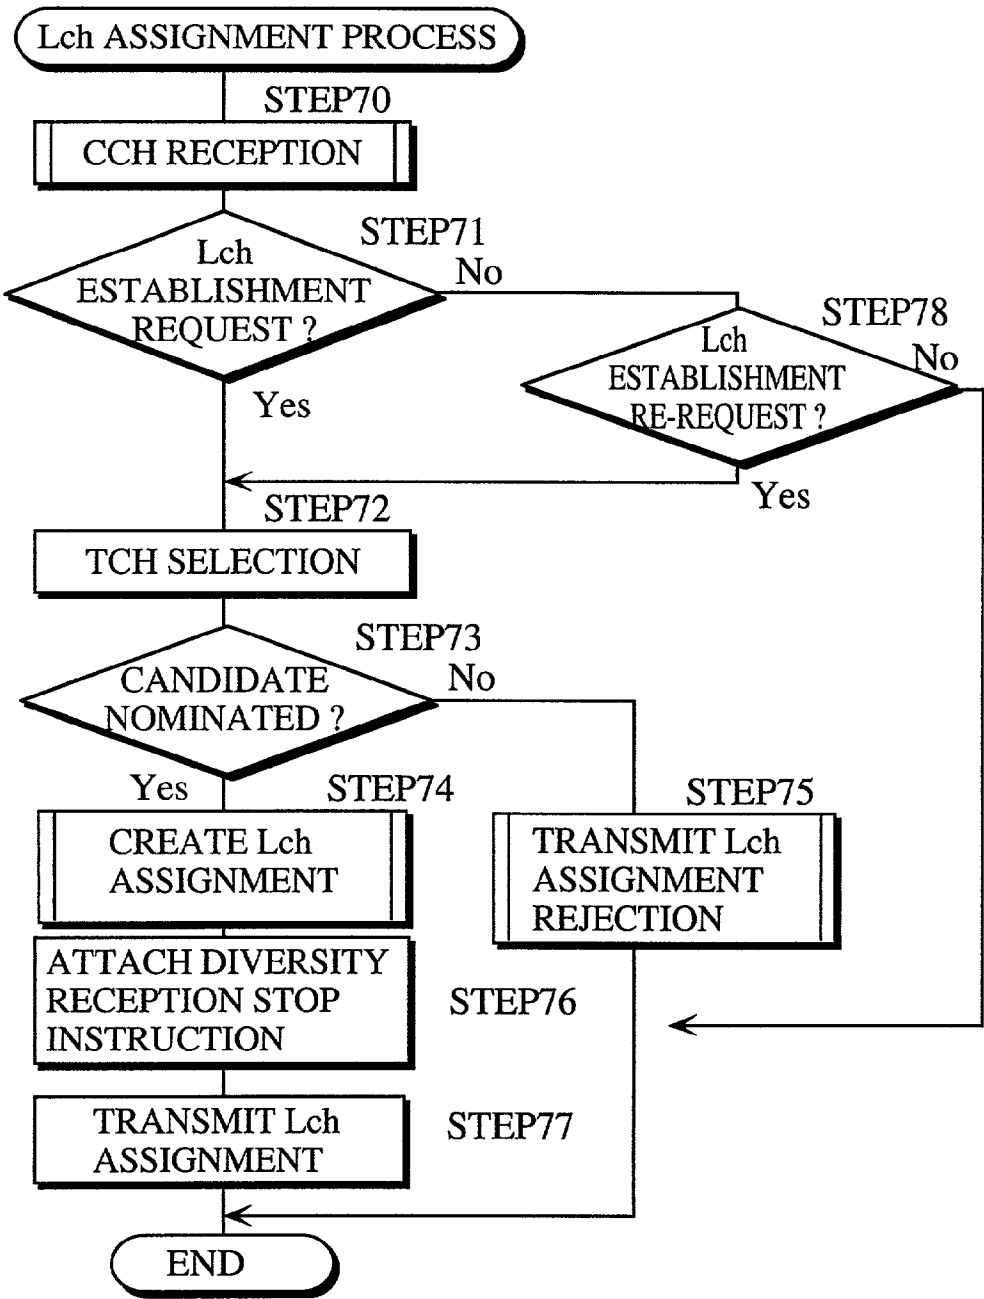 Lch ASSIGNMENT PROCESS
STEP70
CCH RECEPTION
STEP71
Lch
ESTABLISHMENT
REQUEST ?
No
Yes
STEP78
Lch
ESTABLISHMENT
RE-REQUEST ?
No
Yes
STEP72
TCH SELECTION
STEP73
CANDIDATE
NOMINATED ?
No
Yes
STEP74
CREATE Lch
ASSIGNMENT
STEP75
TRANSMIT Lch
ASSIGNMENT
REJECTION
ATTACH DIVERSITY
RECEPTION STOP
INSTRUCTION
STEP76
TRANSMIT Lch
ASSIGNMENT
STEP77
END